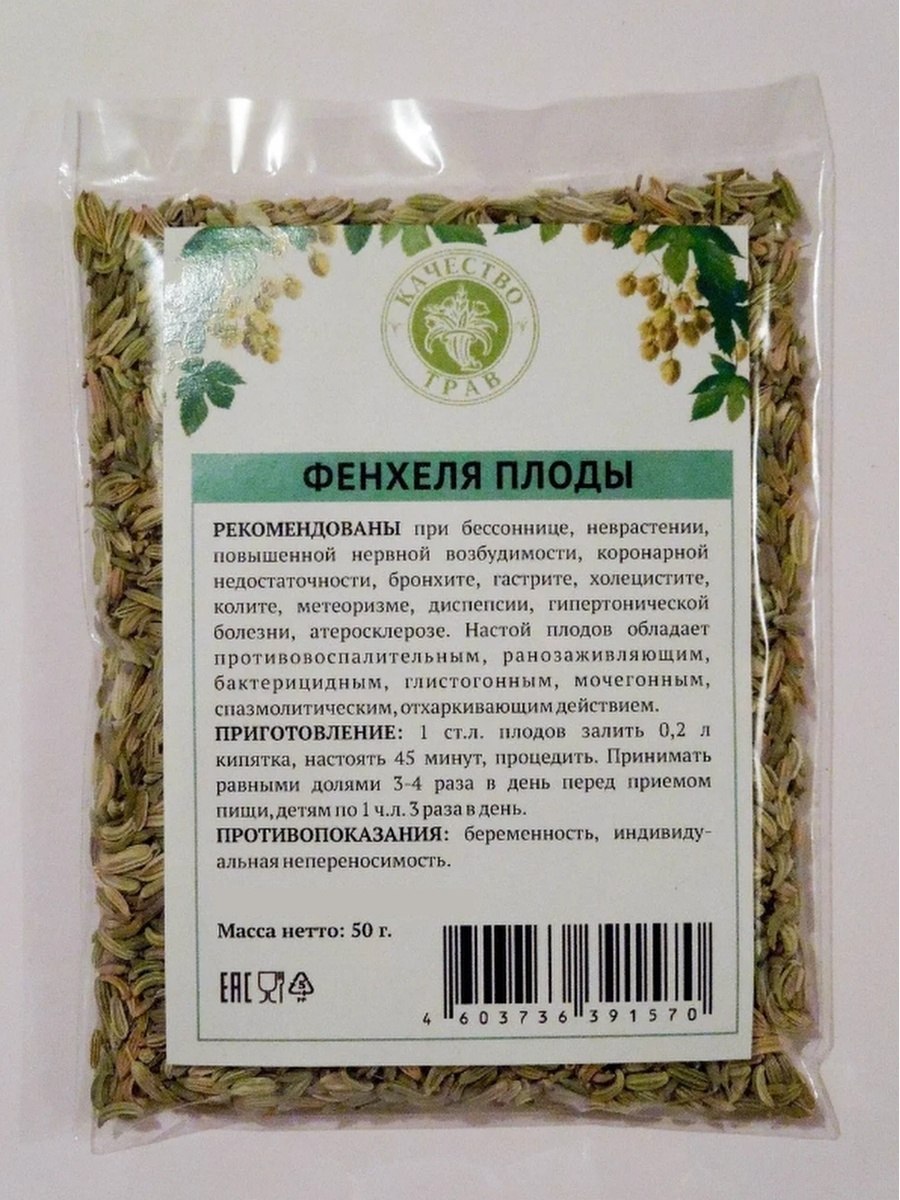 КАЧЕСТВО
ТРАВ
ФЕНХЕЛЯ ПЛОДЫ
РЕКОМЕНДОВАНЫ при бессоннице, неврастении,
повышенной нервной возбудимости, коронарной
недостаточности, бронхите, гастрите, холецистите,
колите, метеоризме, диспепсии, гипертонической
болезни, атеросклерозе. Настой плодов обладает
противовоспалительным, ранозаживляющим,
бактерицидным, глистогонным, мочегонным,
спазмолитическим, отхаркивающим действием.
ПРИГОТОВЛЕНИЕ: 1 ст.л. плодов залить 0,2 л
кипятка, настоять 45 минут, процедить. Принимать
равными долями 3-4 раза в день перед приемом
пищи, детям по 1 ч.л. 3 раза в день.
ПРОТИВОПОКАЗАНИЯ: беременность, индивиду-
альная непереносимость.
Масса нетто: 50 г.
ЕАС 5 PP
4 603736 391570